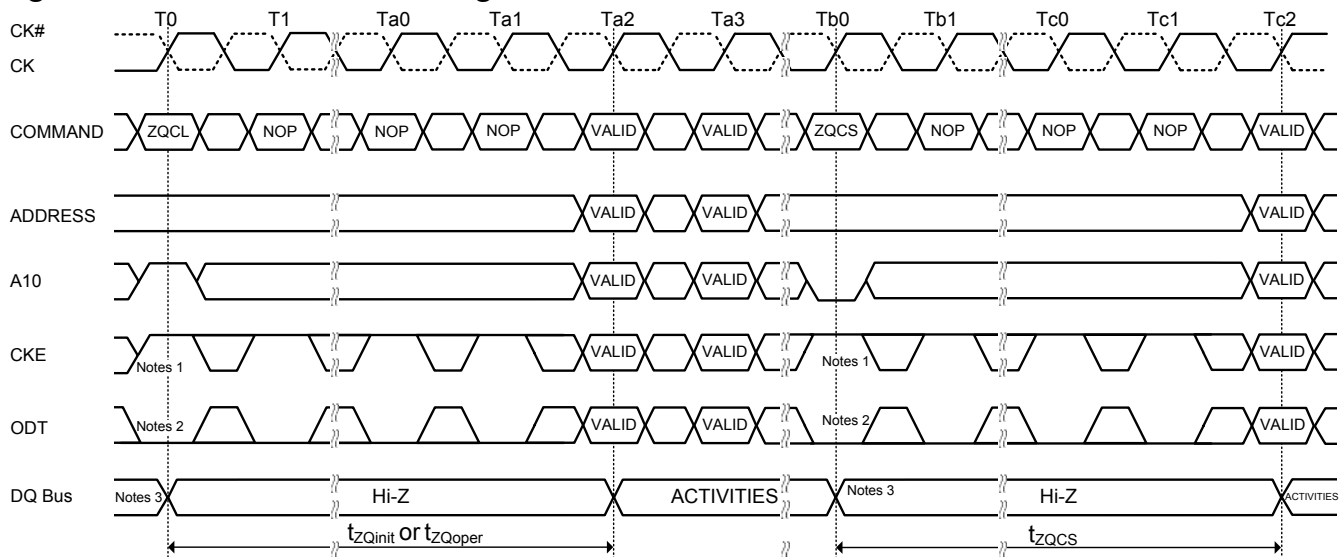 T0 T1 Ta0 Ta1 Ta2 Ta3 Tb0 Tb1 Tc0 Tc1 Tc2
CK#
CK
COMMAND ZQCL NOP NOP NOP VALID VALID ZQCS NOP NOP NOP VALID
ADDRESS VALID VALID VALID
A10 VALID VALID VALID
CKE Notes 1 VALID VALID Notes 1 VALID
ODT Notes 2 VALID VALID Notes 2 VALID
DQ Bus Notes 3 Hi-Z ACTIVITIES Notes 3 Hi-Z ACTIVITIES
tZQinit or tZQoper tZQCS